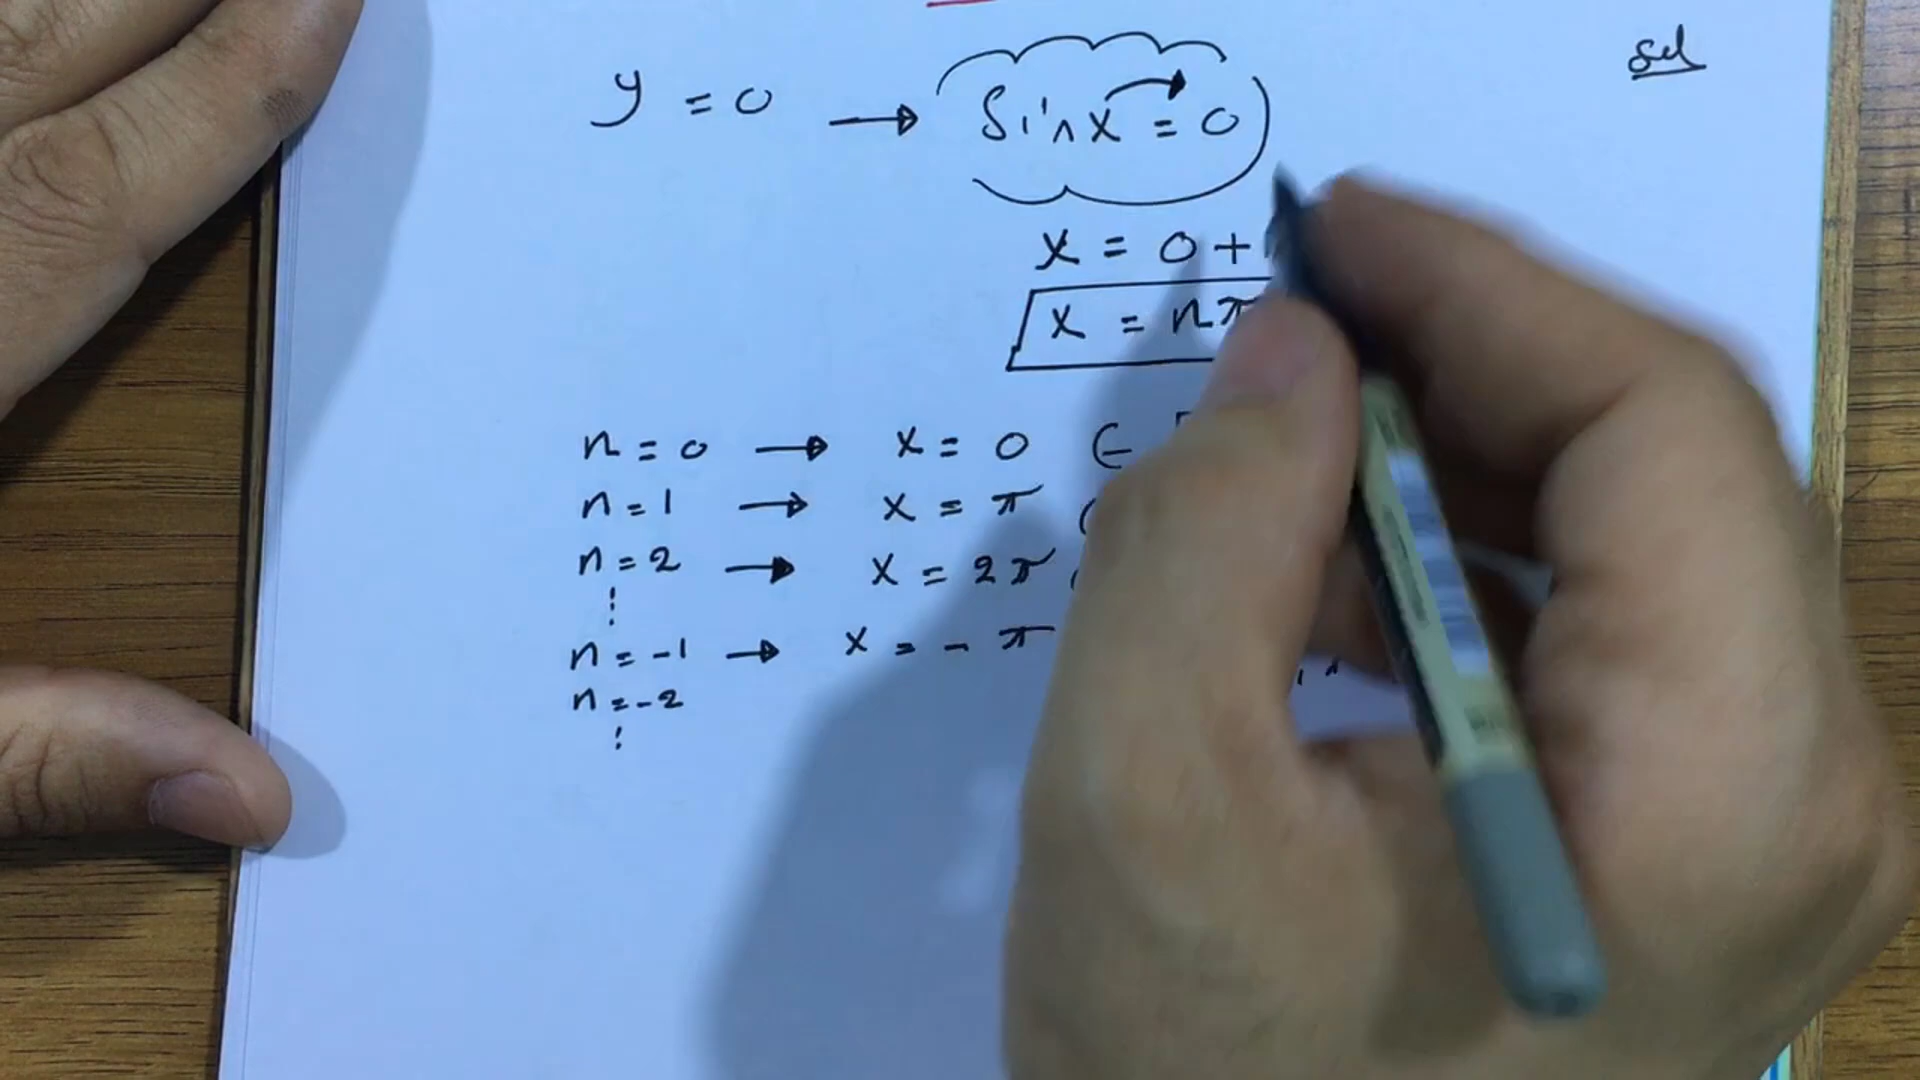 sol
y = 0 → Sinx = 0
x = 0 +
x = nπ
n = 0 → x = 0 ∈
n = 1 → x = π
n = 2 → x = 2π
⋮
n = -1 → x = -π
n = -2
⋮